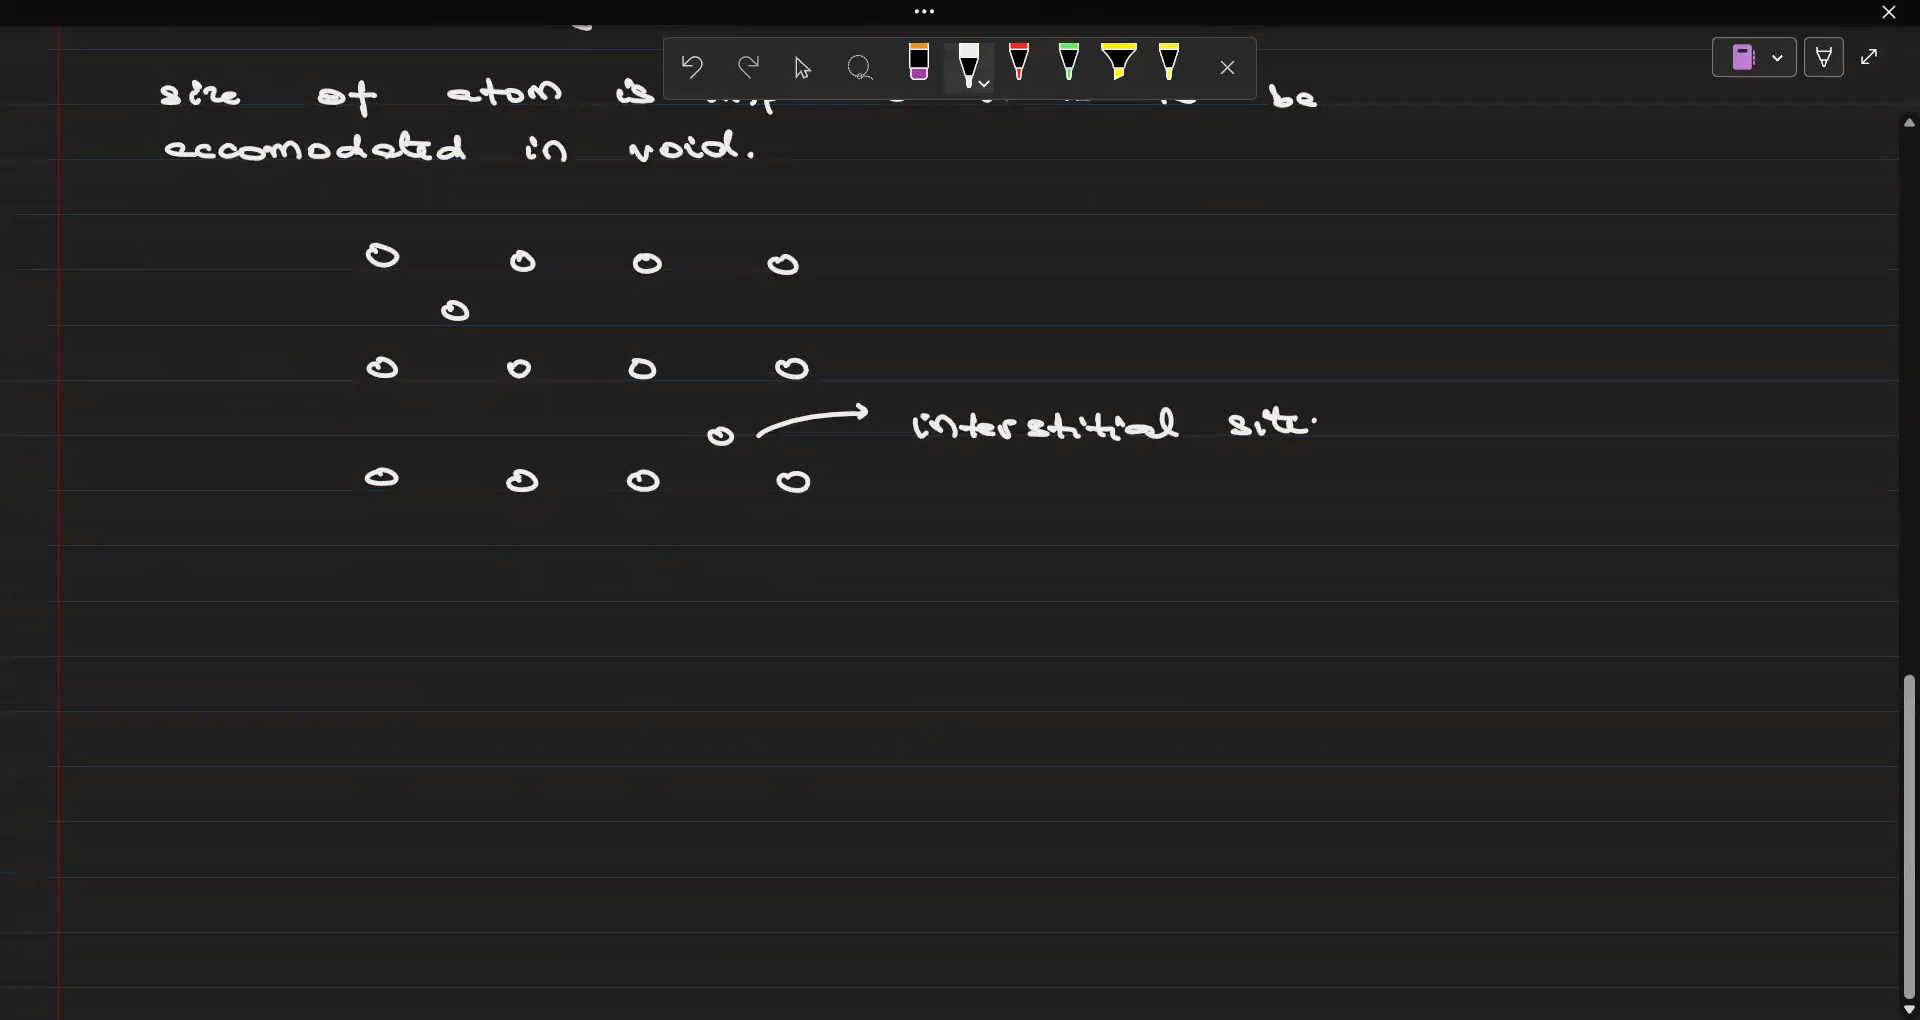 size of atom is be
accomodated in void.
interstitial site.